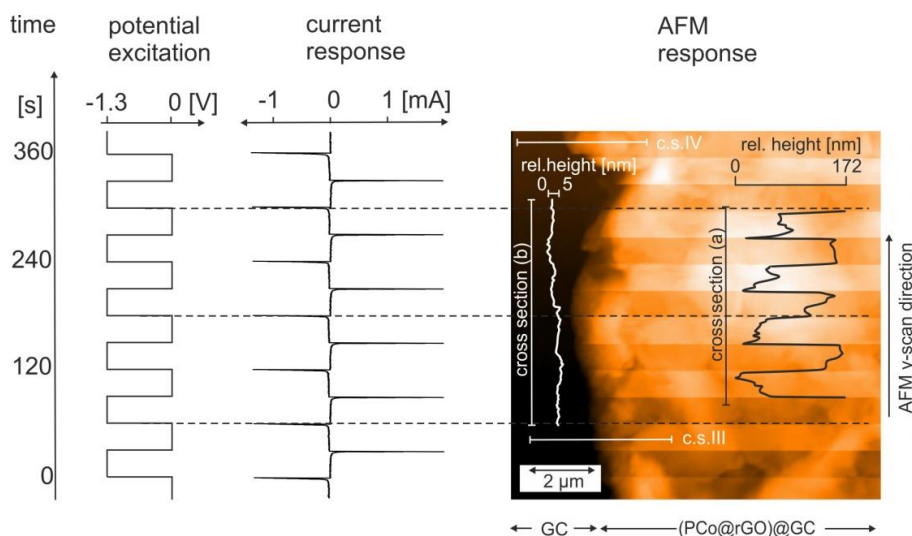 time
potential
excitation
current
response
AFM
response
[s]
-1.3 0 [V]
-1 0 1 [mA]
360
240
120
0
c.s.IV
rel. height [nm]
0 172
rel.height [nm]
0 5
cross section (b)
cross section (a)
AFM y-scan direction
c.s.III
2 µm
GC
(PCo@rGO)@GC